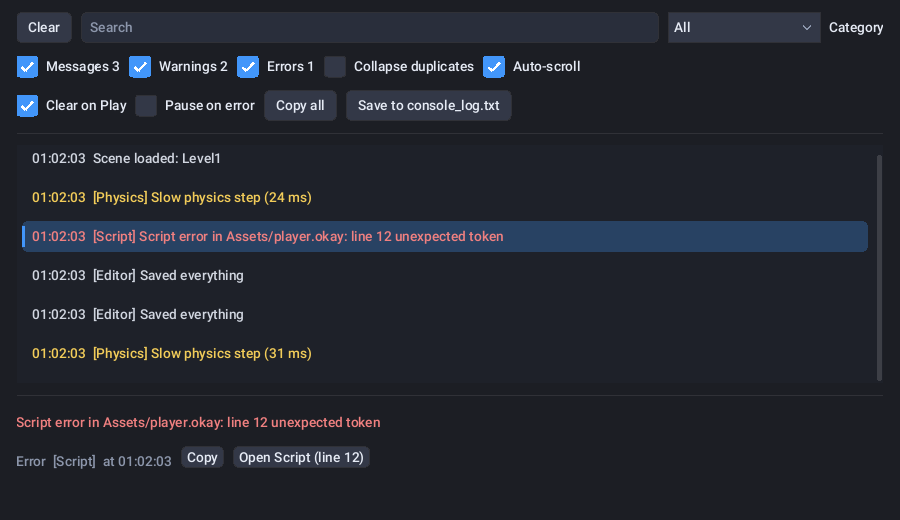 Clear Search All Category
Messages 3 Warnings 2 Errors 1 Collapse duplicates Auto-scroll
Clear on Play Pause on error Copy all Save to console_log.txt
01:02:03 Scene loaded: Level1
01:02:03 [Physics] Slow physics step (24 ms)
01:02:03 [Script] Script error in Assets/player.okay: line 12 unexpected token
01:02:03 [Editor] Saved everything
01:02:03 [Editor] Saved everything
01:02:03 [Physics] Slow physics step (31 ms)
Script error in Assets/player.okay: line 12 unexpected token
Error [Script] at 01:02:03 Copy Open Script (line 12)